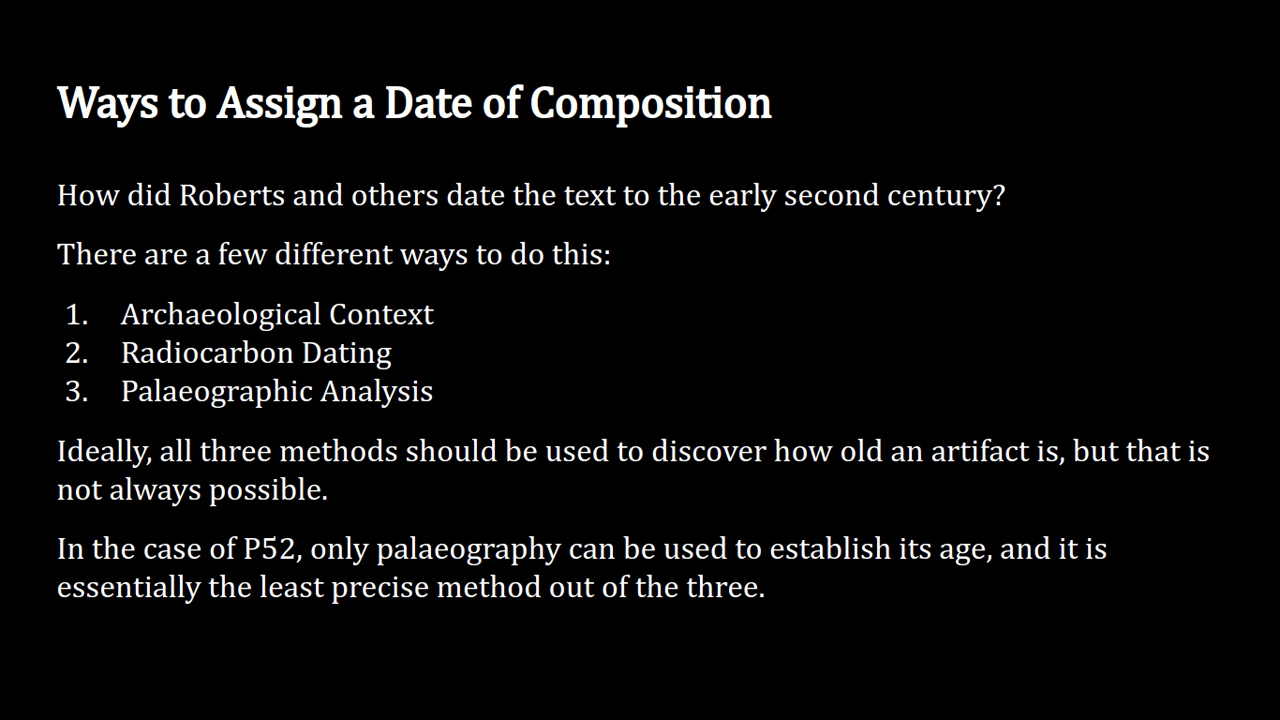 Ways to Assign a Date of Composition
How did Roberts and others date the text to the early second century?
There are a few different ways to do this:
1. Archaeological Context
2. Radiocarbon Dating
3. Palaeographic Analysis
Ideally, all three methods should be used to discover how old an artifact is, but that is
not always possible.
In the case of P52, only palaeography can be used to establish its age, and it is
essentially the least precise method out of the three.